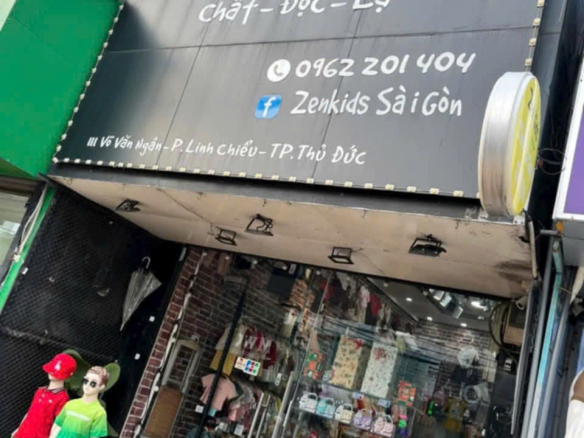 Chất - Độc - Lạ
0962 201 404
Zenkids Sài Gòn
111 Võ Văn Ngân - P. Linh Chiểu - TP. Thủ Đức